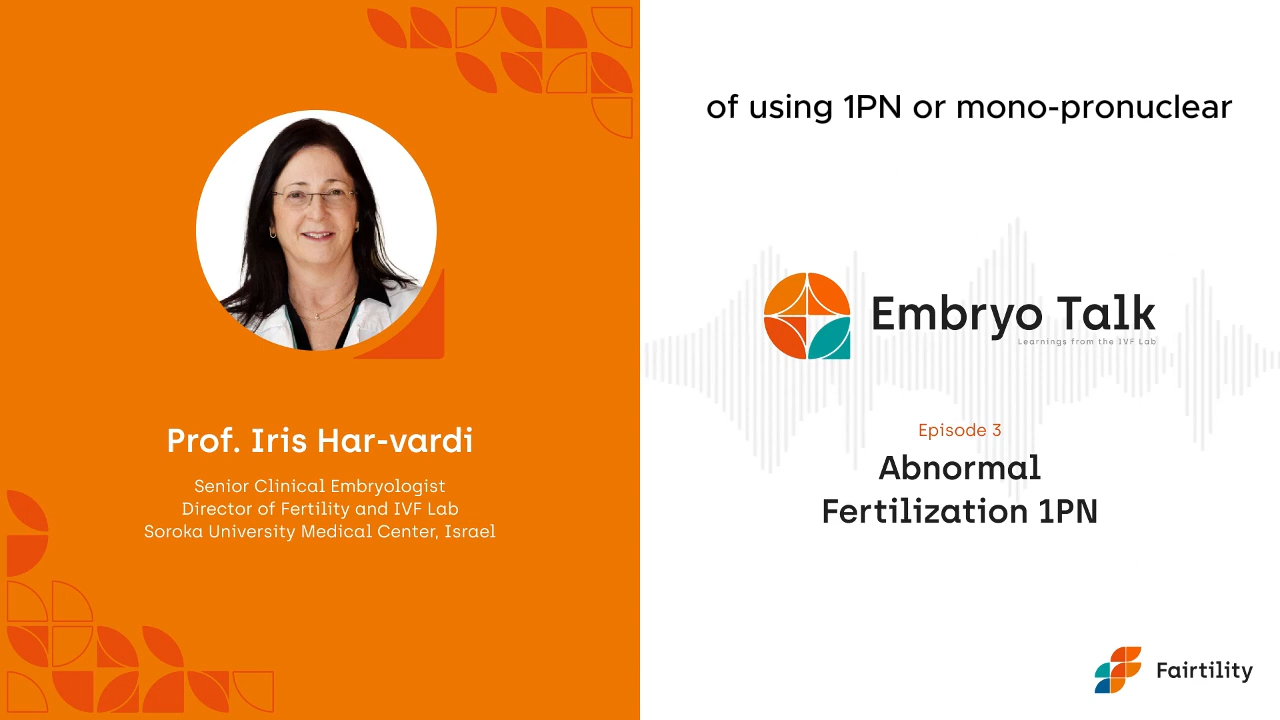 Prof. Iris Har-vardi
Senior Clinical Embryologist
Director of Fertility and IVF Lab
Soroka University Medical Center, Israel
of using 1PN or mono-pronuclear
Embryo Talk
Learnings from the IVF Lab
Episode 3
Abnormal
Fertilization 1PN
Fairtility